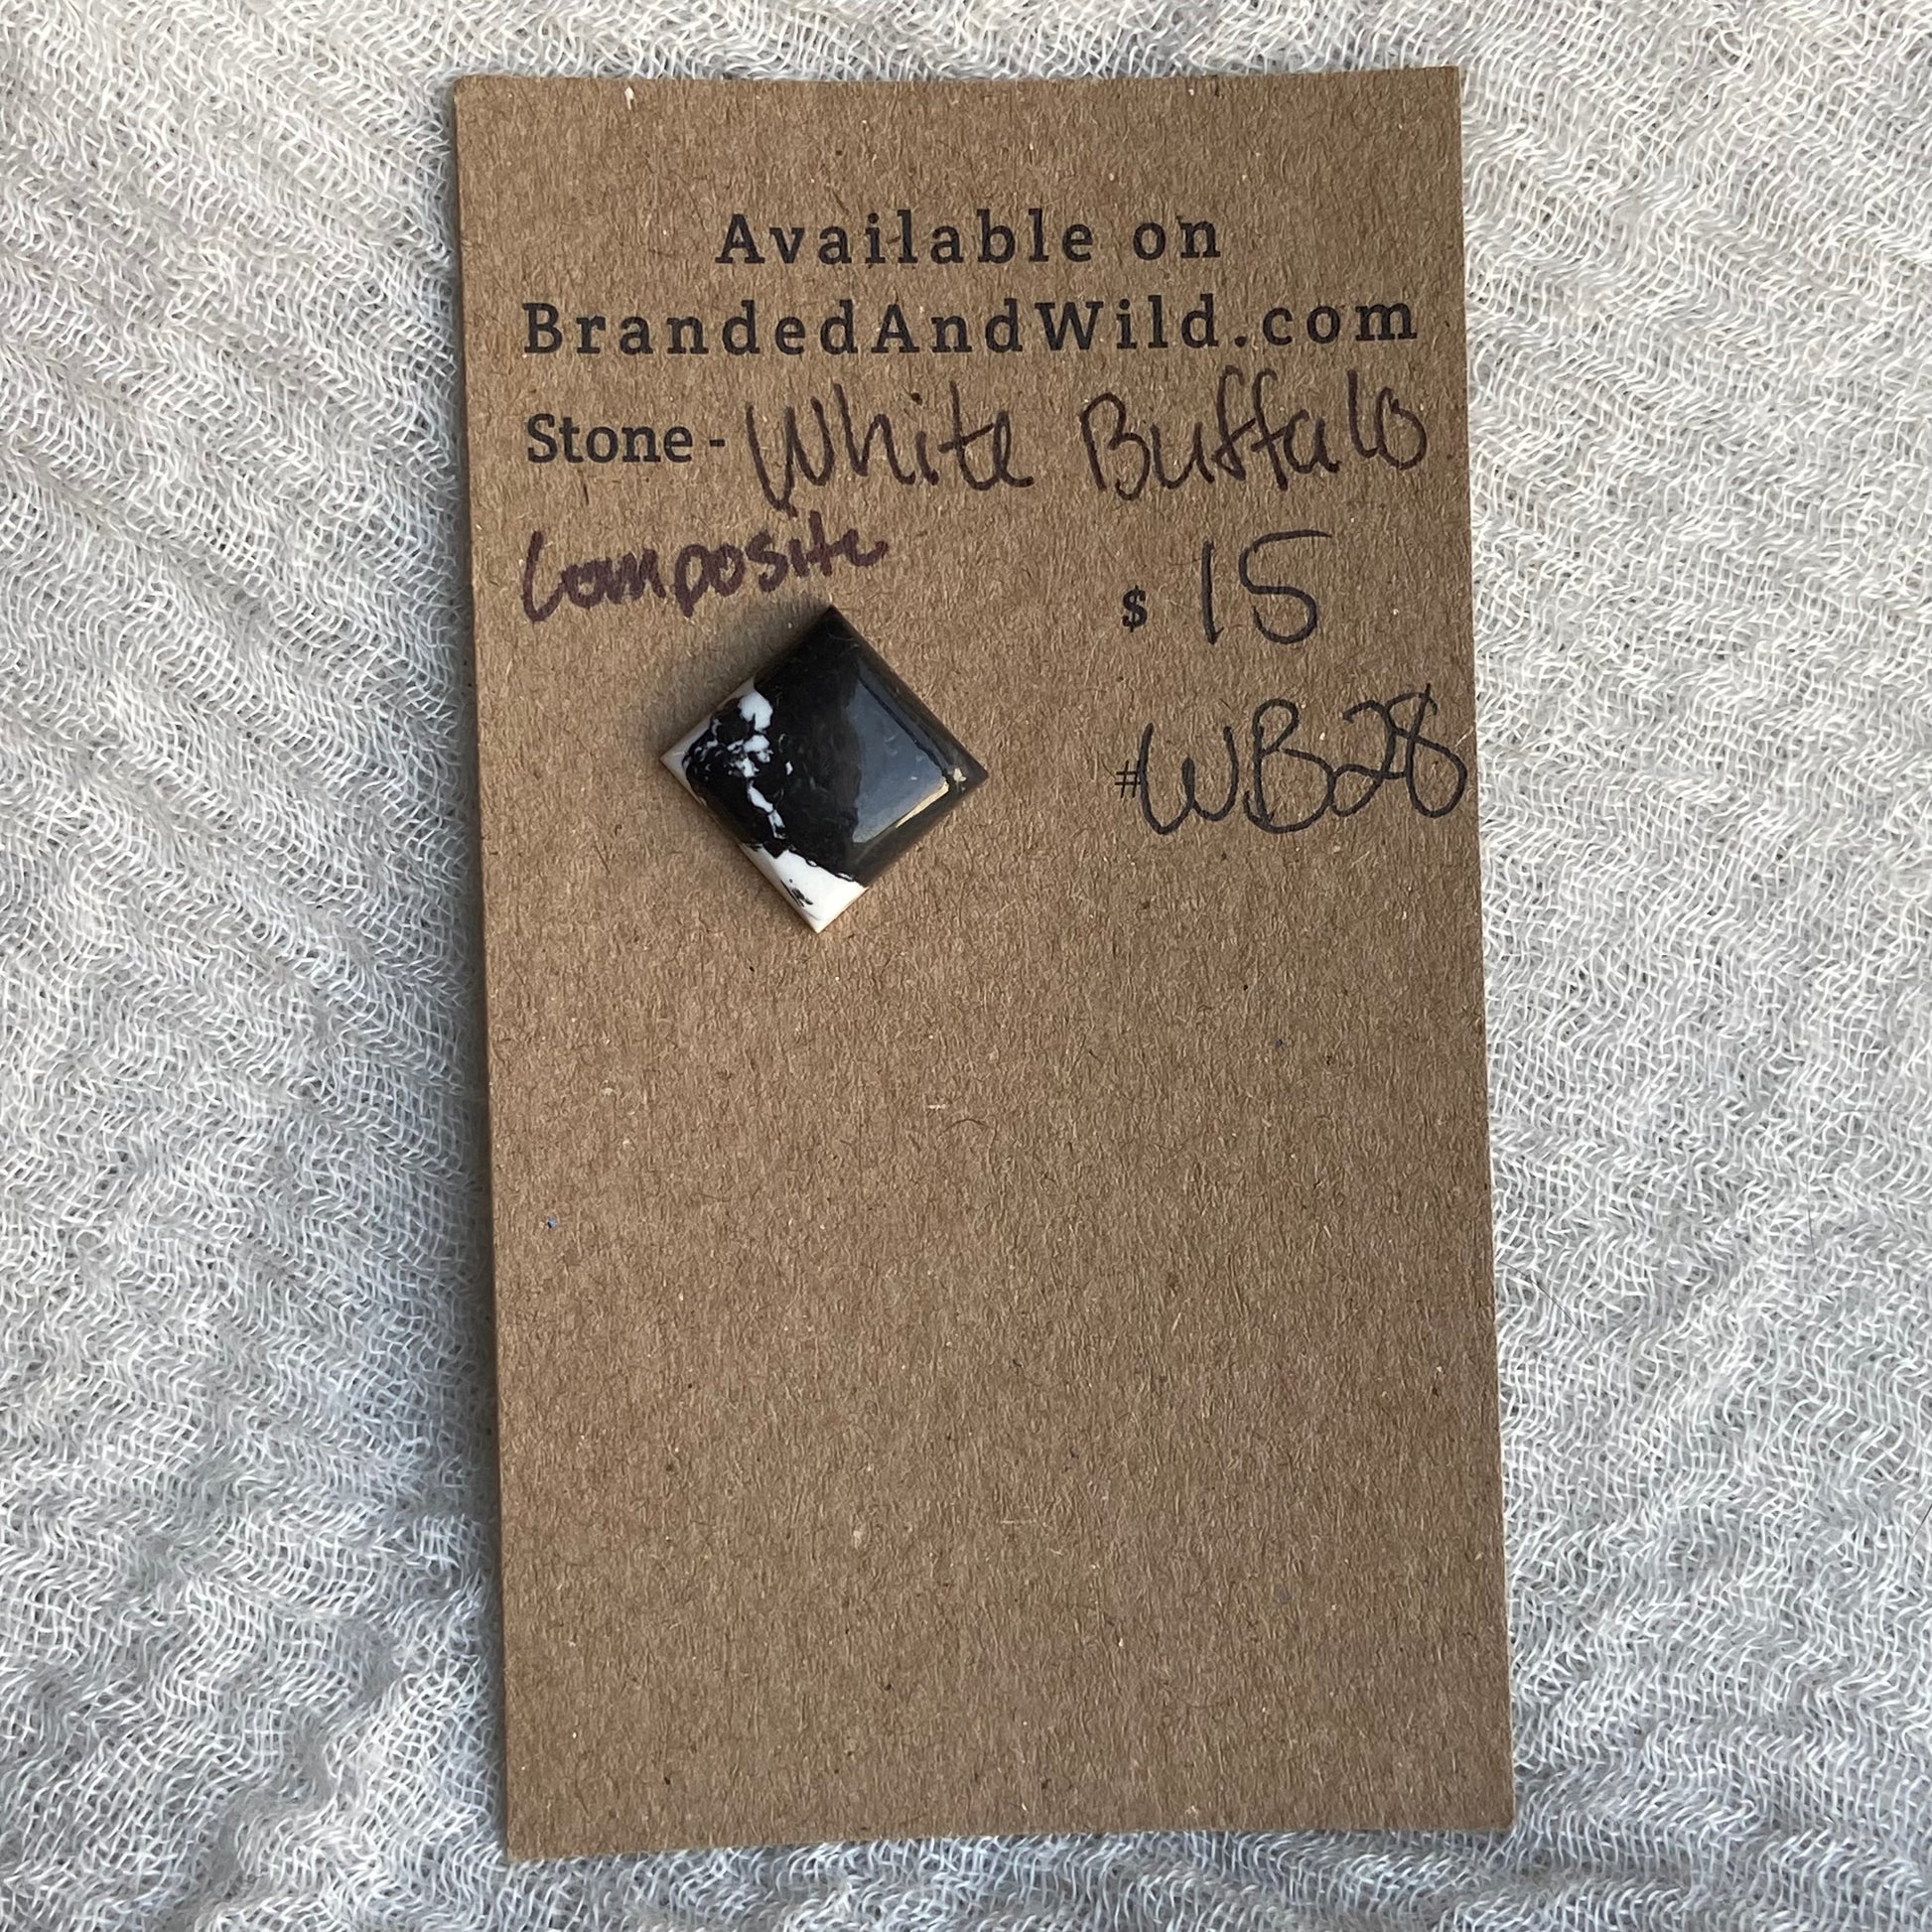 Available on
BrandedAndWild.com
Stone - White Buffalo
Composite
$ 15
#WB28